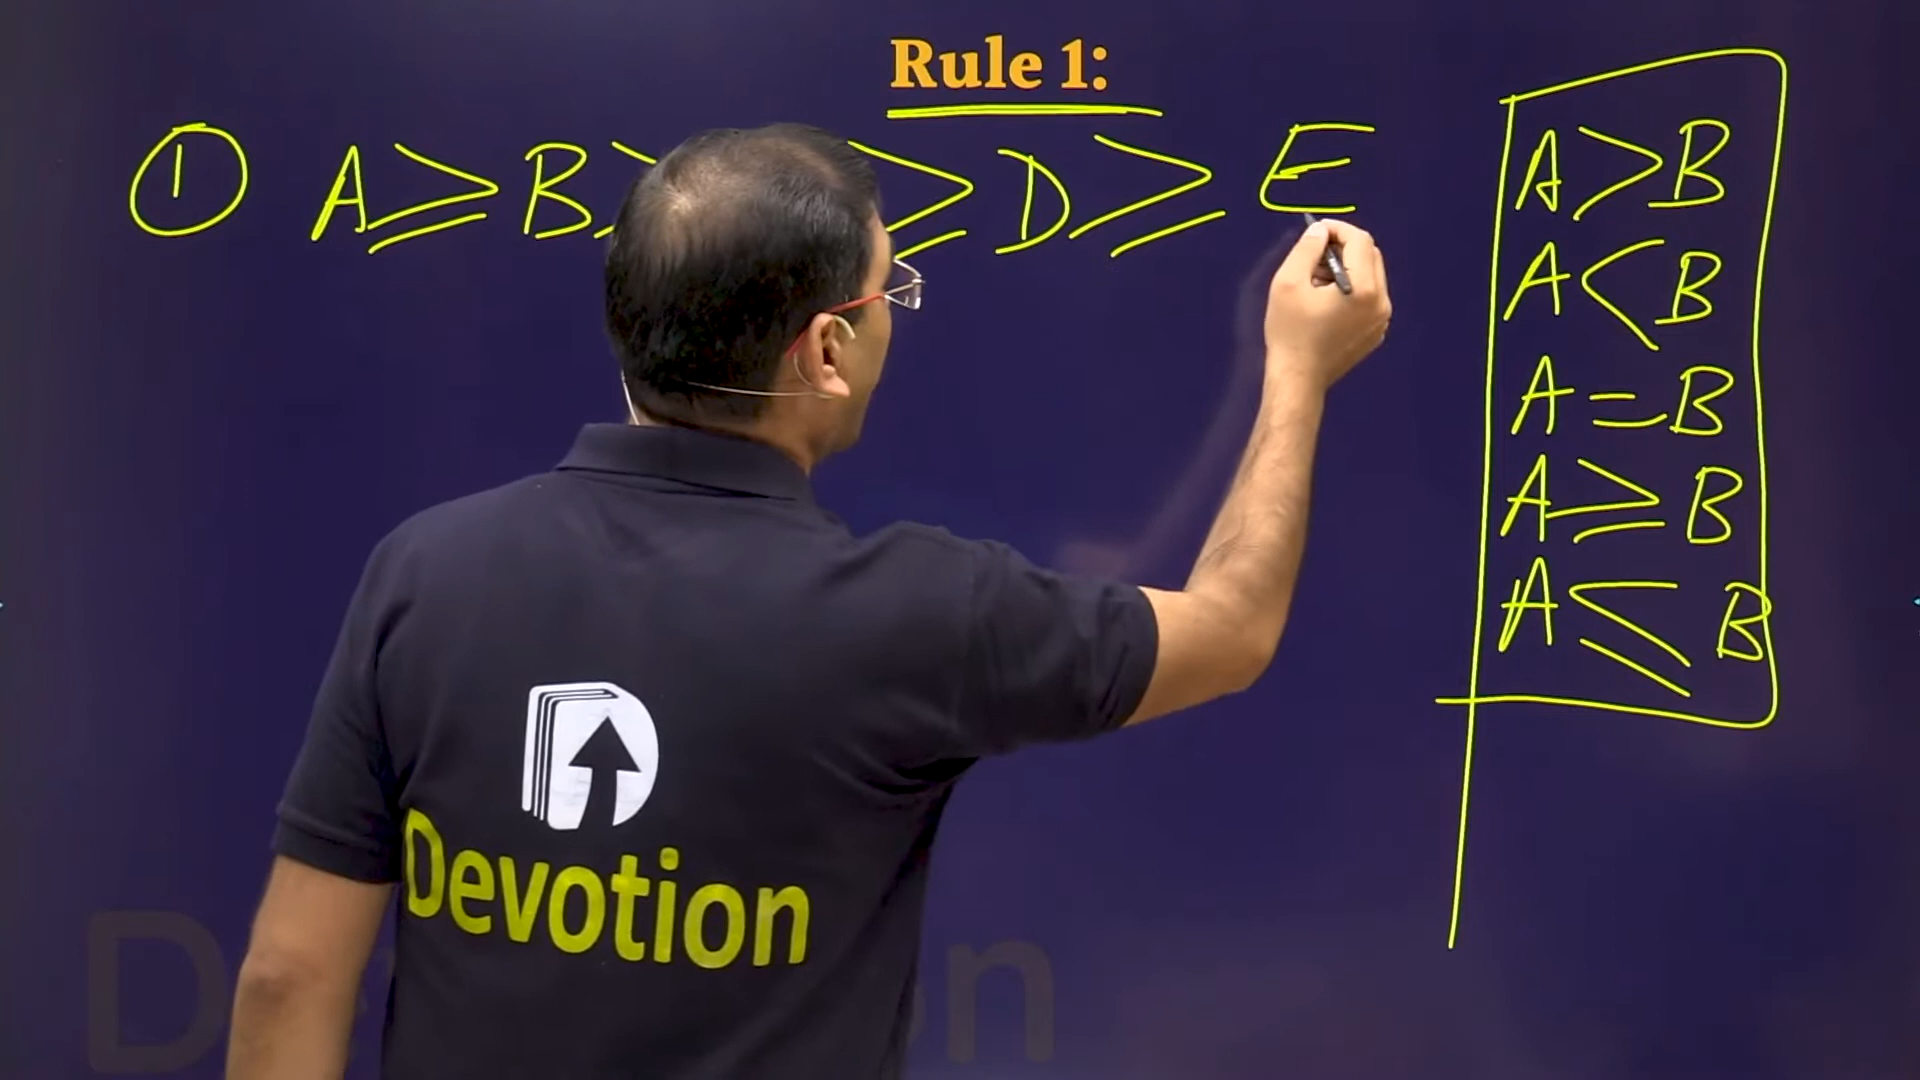 Rule 1:
① A ≥ B > ≥ D ≥ E
A > B
A < B
A = B
A ≥ B
A ≤ B
Devotion